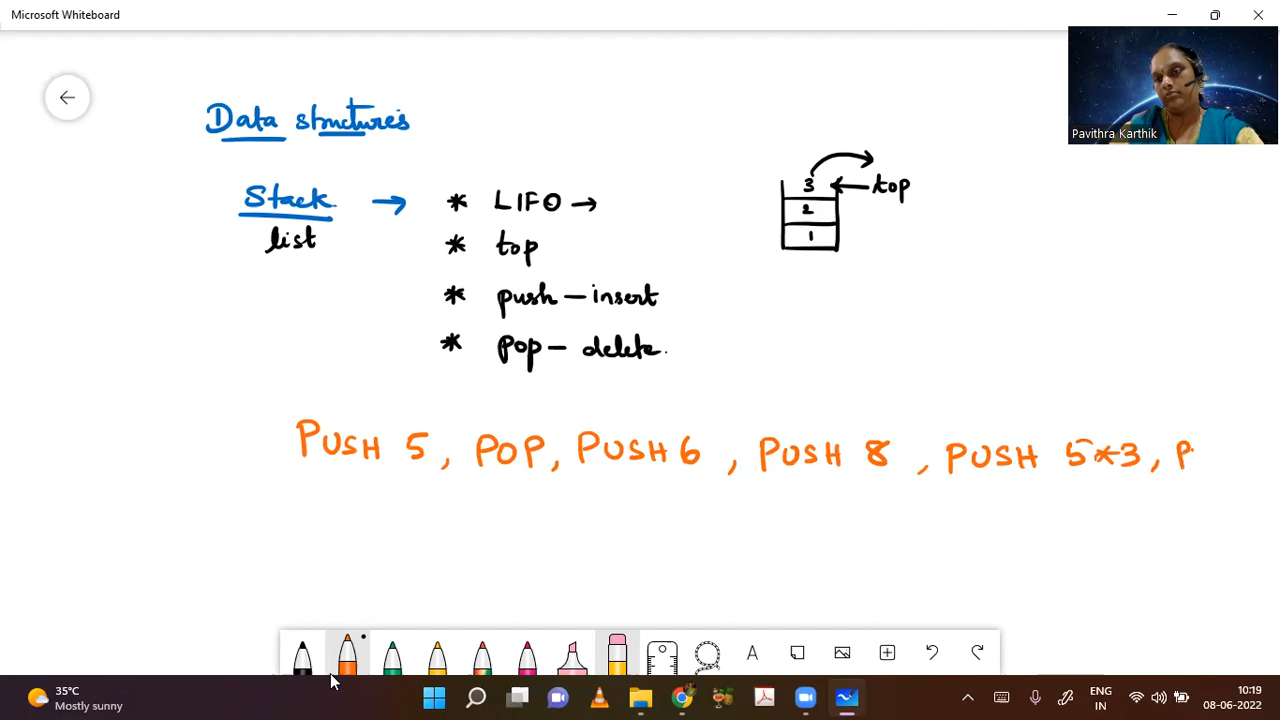 Microsoft Whiteboard
Pavithra Karthik
Data structures
Stack → * LIFO →
list
* top
* push – insert
* pop – delete.
3 ← top
2
1
PUSH 5, POP, PUSH 6, PUSH 8, PUSH 5*3, P
A
35°C
Mostly sunny
ENG
IN
10:19
08-06-2022